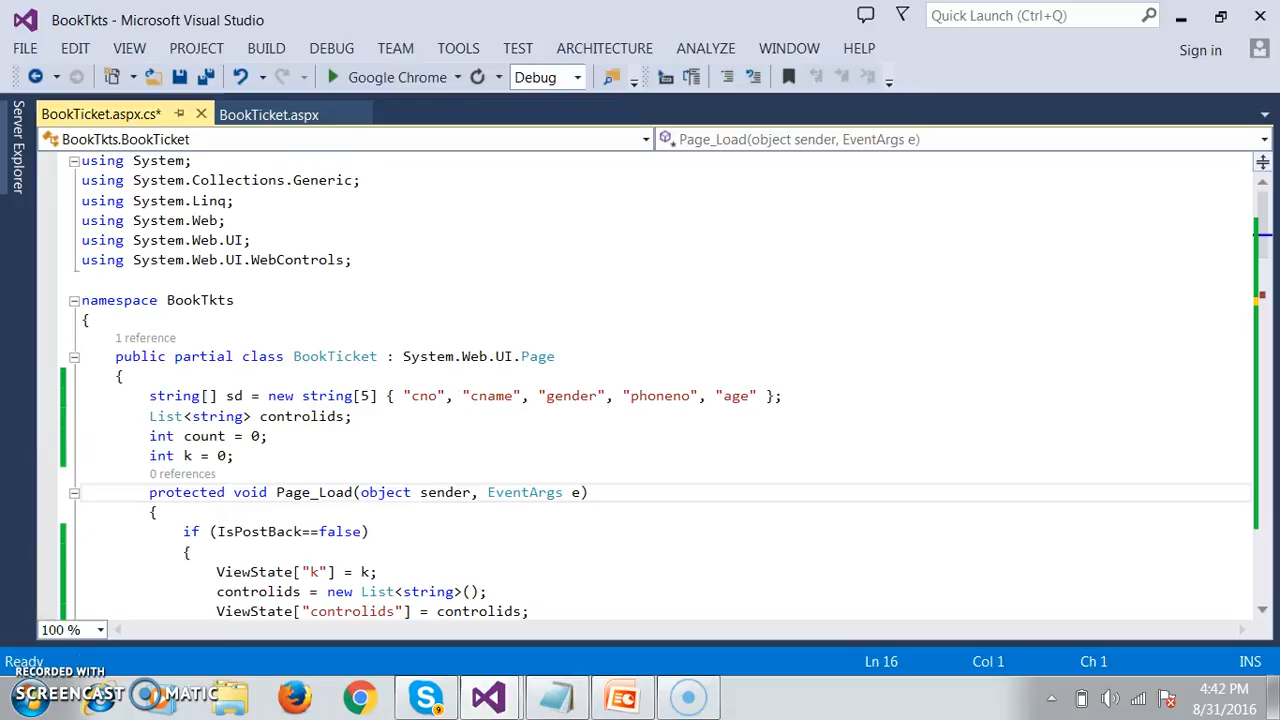 BookTkts - Microsoft Visual Studio
Quick Launch (Ctrl+Q)
FILE EDIT VIEW PROJECT BUILD DEBUG TEAM TOOLS TEST ARCHITECTURE ANALYZE WINDOW HELP
Sign in
Google Chrome
Debug
Server Explorer
BookTicket.aspx.cs*
BookTicket.aspx
BookTkts.BookTicket
Page_Load(object sender, EventArgs e)
using System;
using System.Collections.Generic;
using System.Linq;
using System.Web;
using System.Web.UI;
using System.Web.UI.WebControls;
namespace BookTkts
{
1 reference
public partial class BookTicket : System.Web.UI.Page
{
string[] sd = new string[5] { "cno", "cname", "gender", "phoneno", "age" };
List<string> controlids;
int count = 0;
int k = 0;
0 references
protected void Page_Load(object sender, EventArgs e)
{
if (IsPostBack==false)
{
ViewState["k"] = k;
controlids = new List<string>();
ViewState["controlids"] = controlids;
100 %
Ready
Ln 16
Col 1
Ch 1
INS
RECORDED WITH
SCREENCAST MATIC
4:42 PM
8/31/2016